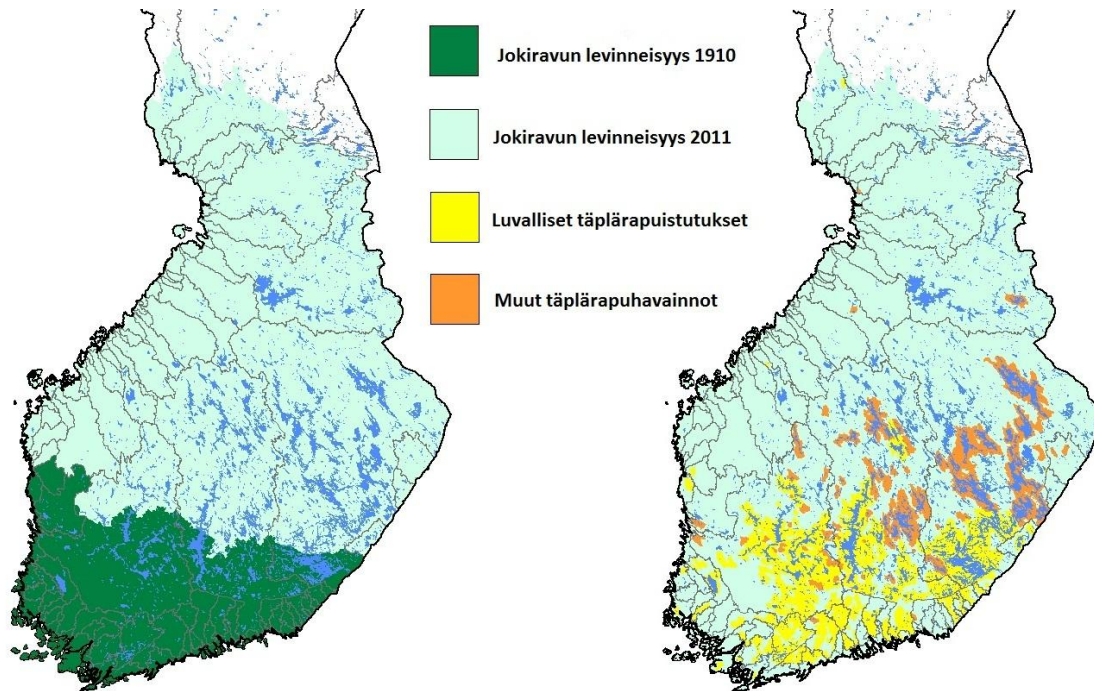 Jokiravun levinneisyys 1910
Jokiravun levinneisyys 2011
Luvalliset täplärapuistutukset
Muut täplärapuhavainnot